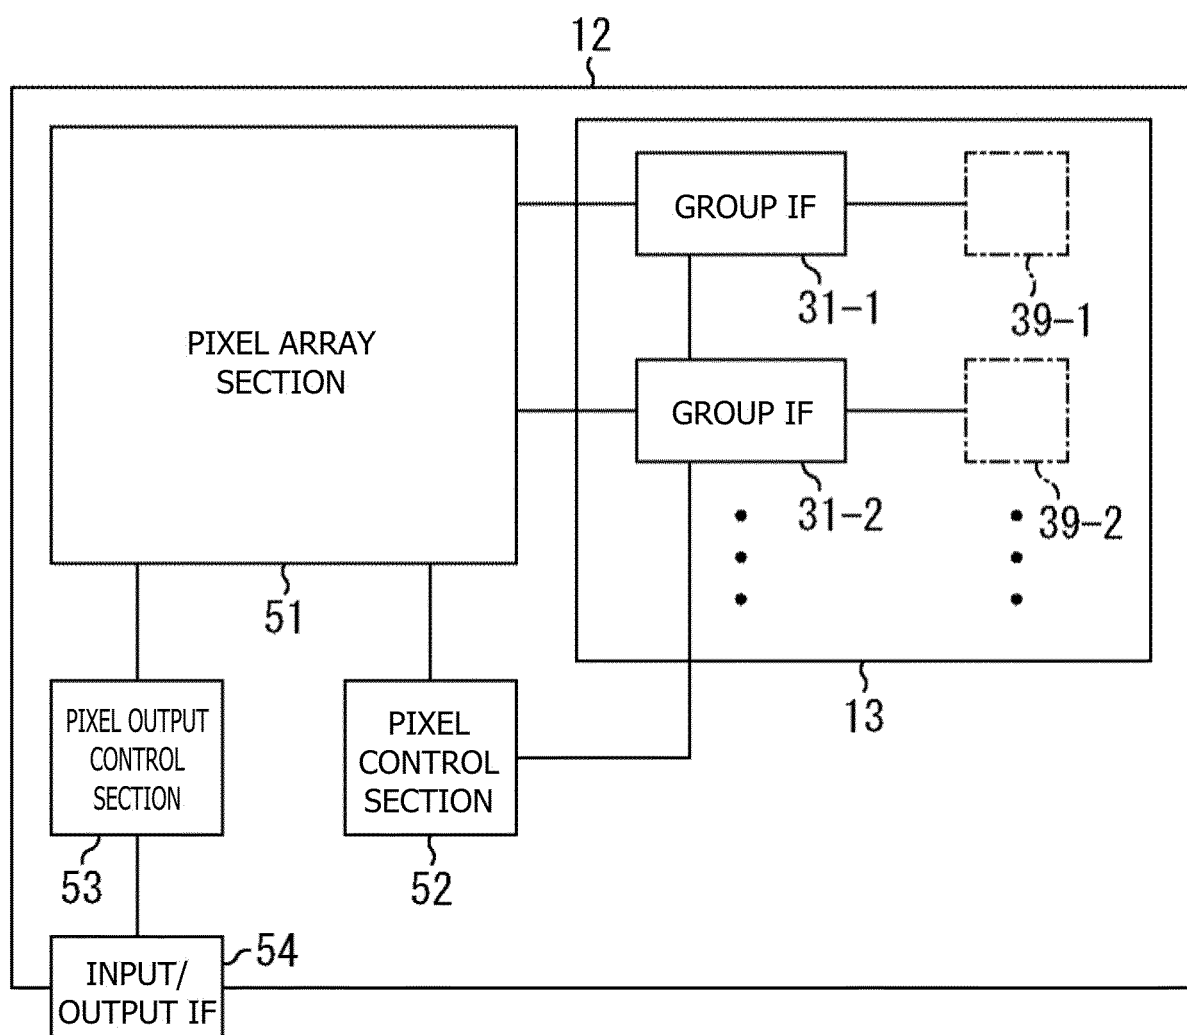 12
PIXEL ARRAY
SECTION
51
GROUP IF
31-1
39-1
GROUP IF
31-2
39-2
13
PIXEL OUTPUT
CONTROL
SECTION
53
PIXEL
CONTROL
SECTION
52
INPUT/
OUTPUT IF
54